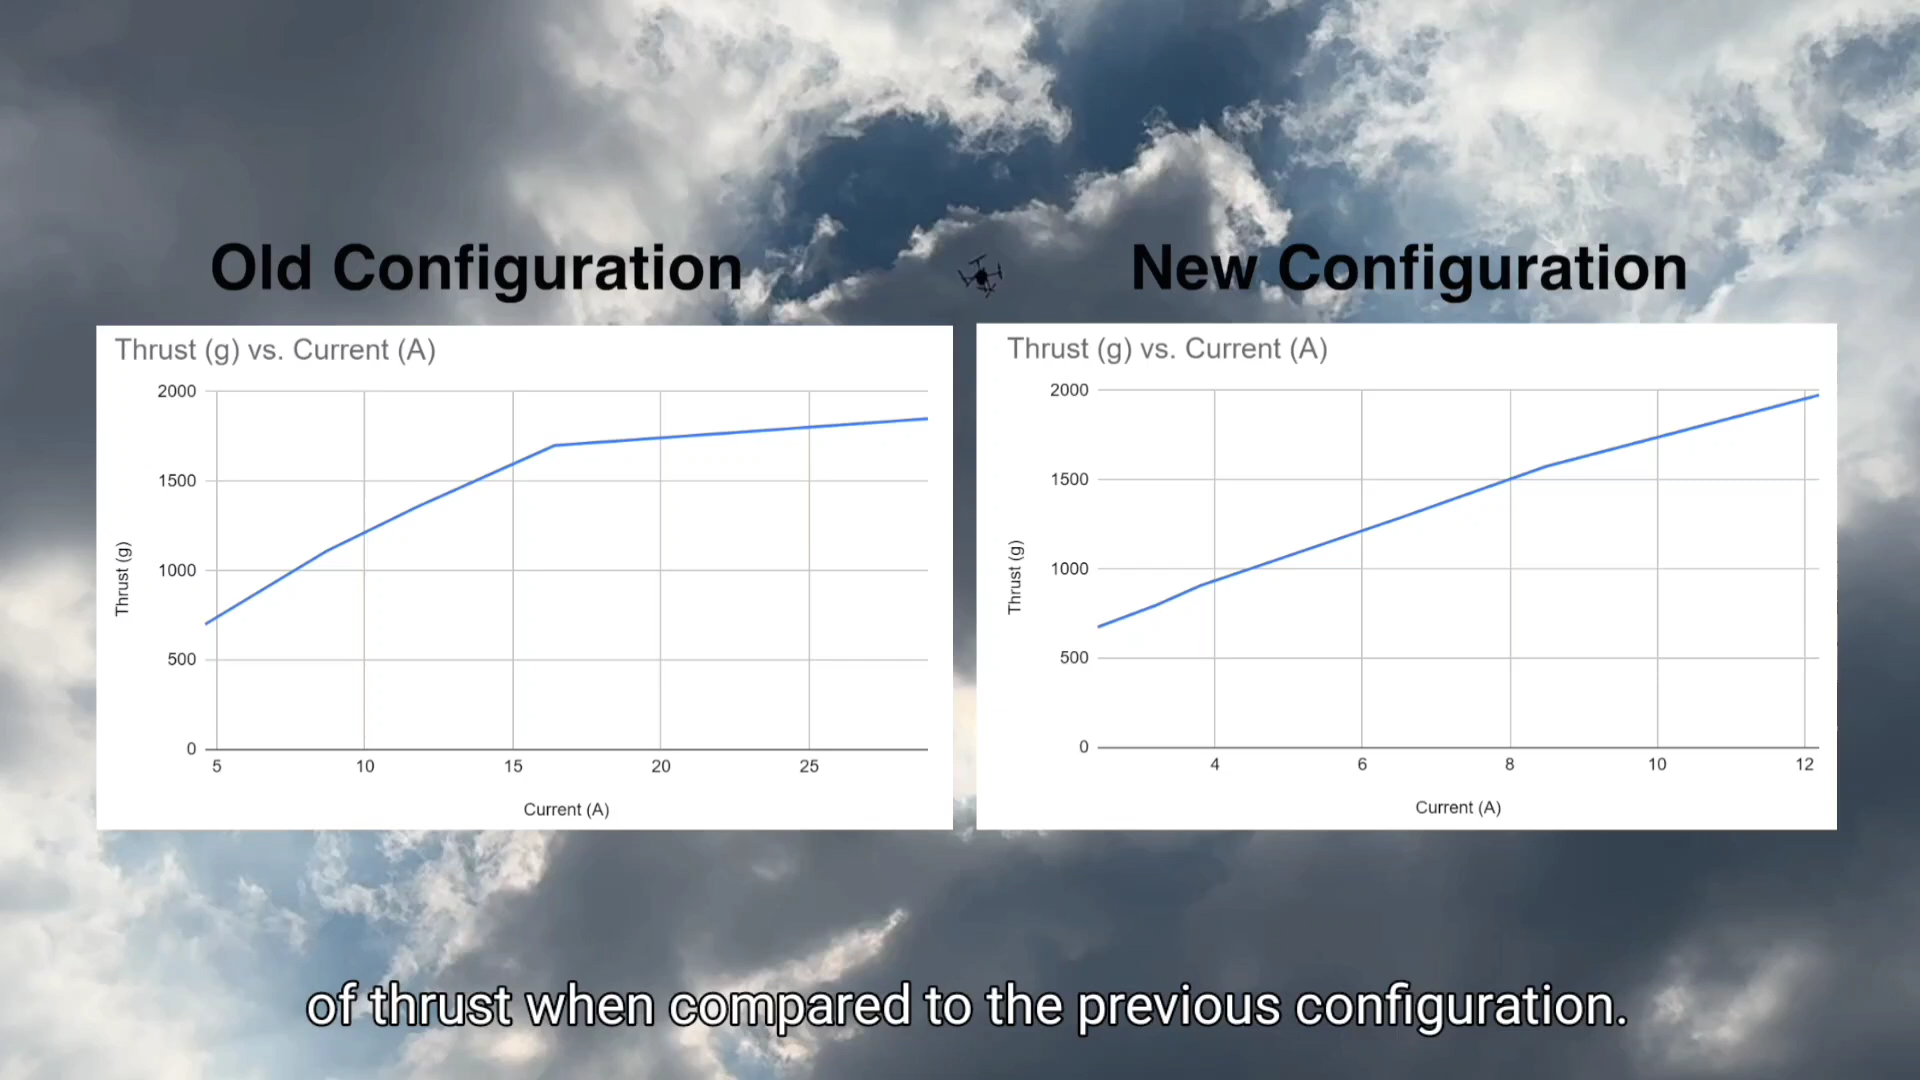 Old Configuration
New Configuration
Thrust (g) vs. Current (A)
2000
1500
1000
500
0
Thrust (g)
5 10 15 20 25
Current (A)
Thrust (g) vs. Current (A)
2000
1500
1000
500
0
Thrust (g)
4 6 8 10 12
Current (A)
of thrust when compared to the previous configuration.